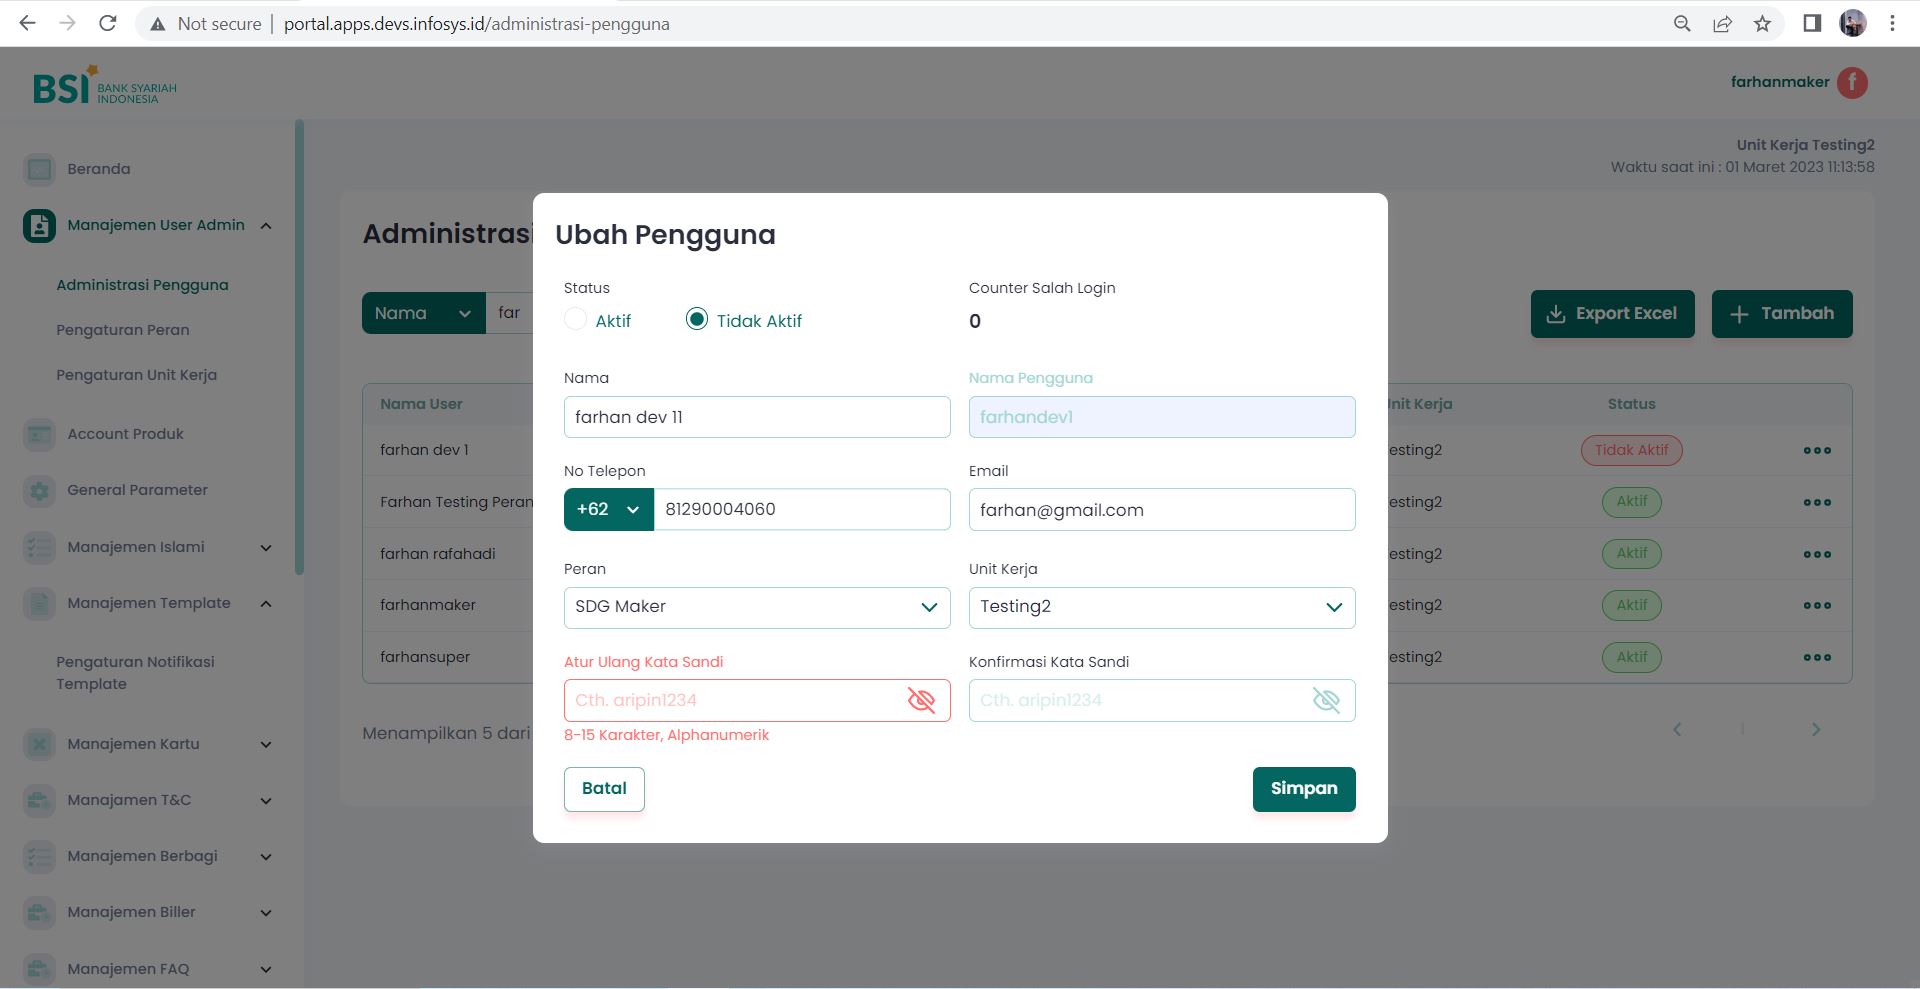 Not secure | portal.apps.devs.infosys.id/administrasi-pengguna
BSI BANK SYARIAH
INDONESIA
farhanmaker f
Unit Kerja Testing2
Waktu saat ini : 01 Maret 2023 11:13:58
Beranda
Manajemen User Admin
Administrasi Pengguna
Pengaturan Peran
Pengaturan Unit Kerja
Account Produk
General Parameter
Manajemen Islami
Manajemen Template
Pengaturan Notifikasi
Template
Manajemen Kartu
Manajamen T&C
Manajemen Berbagi
Manajemen Biller
Manajemen FAQ
Administrasi
Nama far
Export Excel
Tambah
Nama User
Unit Kerja
Status
farhan dev 1
esting2
Tidak Aktif
Farhan Testing Peran
esting2
Aktif
farhan rafahadi
esting2
Aktif
farhanmaker
esting2
Aktif
farhansuper
esting2
Aktif
Menampilkan 5 dari
1
Ubah Pengguna
Status
Aktif
Tidak Aktif
Counter Salah Login
0
Nama
farhan dev 11
Nama Pengguna
farhandev1
No Telepon
+62 81290004060
Email
farhan@gmail.com
Peran
SDG Maker
Unit Kerja
Testing2
Atur Ulang Kata Sandi
Cth. aripin1234
8-15 Karakter, Alphanumerik
Konfirmasi Kata Sandi
Cth. aripin1234
Batal
Simpan